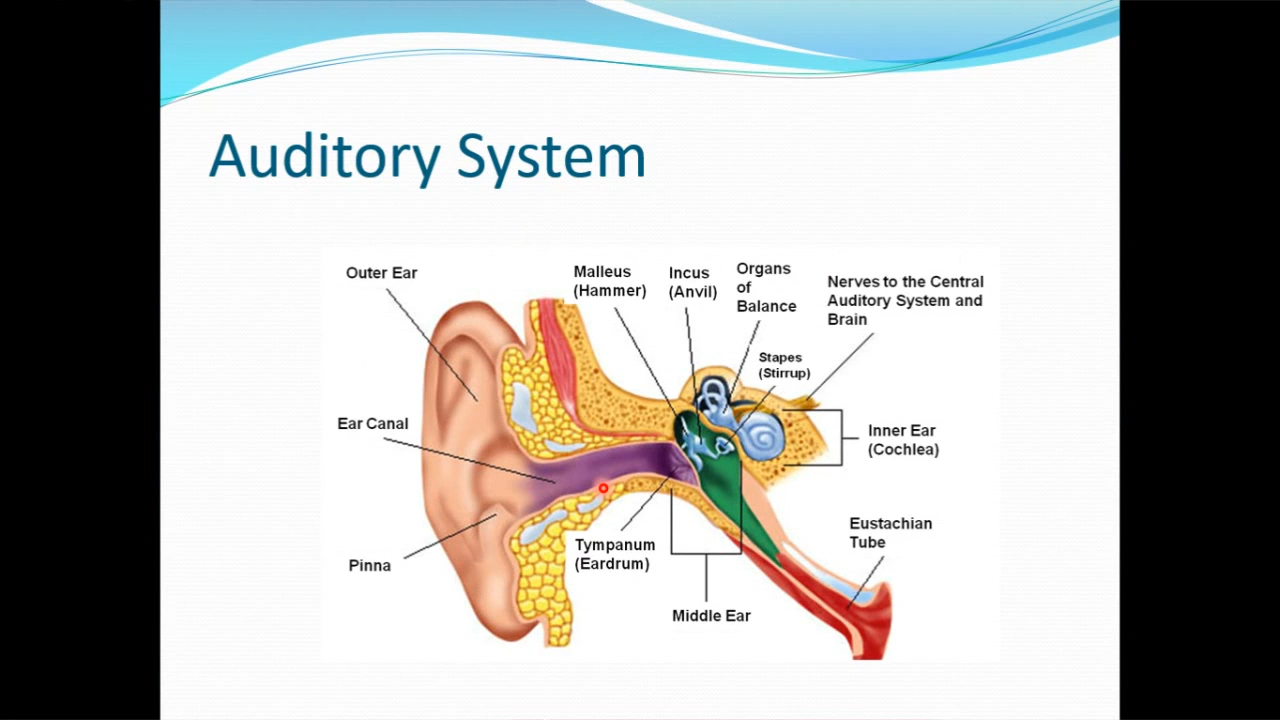 Auditory System
Outer Ear
Malleus
(Hammer)
Incus
(Anvil)
Organs
of
Balance
Nerves to the Central
Auditory System and
Brain
Stapes
(Stirrup)
Ear Canal
Inner Ear
(Cochlea)
Eustachian
Tube
Tympanum
(Eardrum)
Pinna
Middle Ear